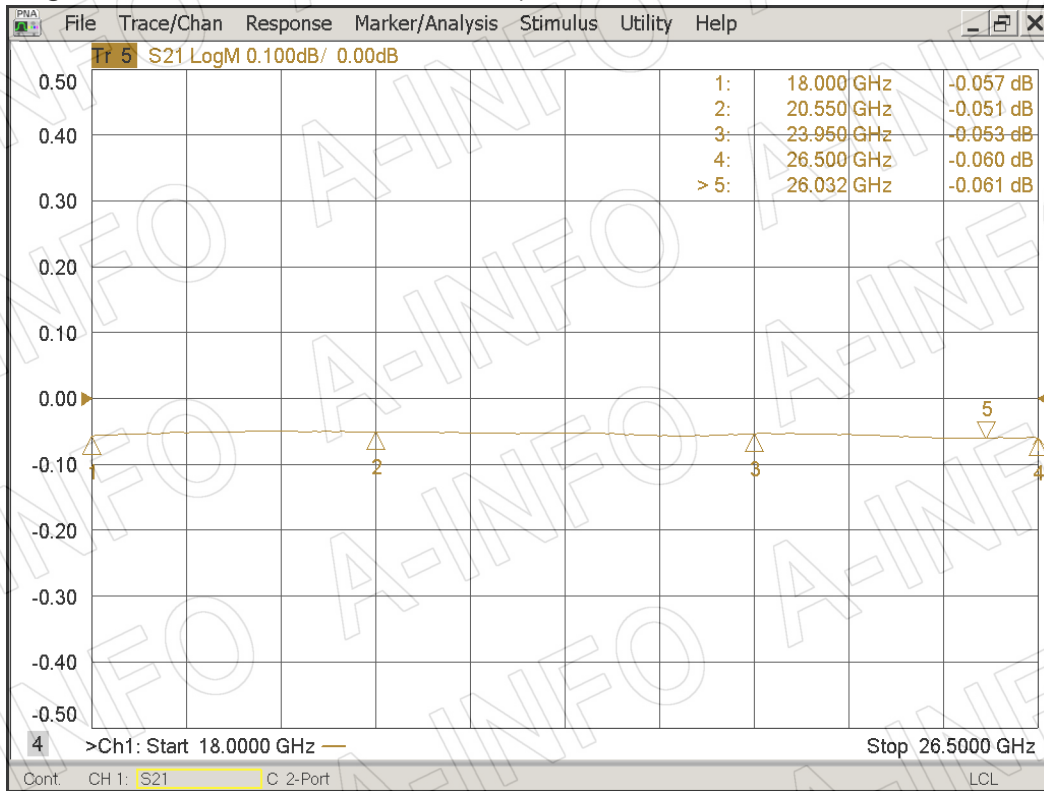 PNA File Trace/Chan Response Marker/Analysis Stimulus Utility Help
Tr 5 S21 LogM 0.100dB/ 0.00dB
1: 18.000 GHz -0.057 dB
2: 20.550 GHz -0.051 dB
3: 23.950 GHz -0.053 dB
4: 26.500 GHz -0.060 dB
> 5: 26.032 GHz -0.061 dB
0.50
0.40
0.30
0.20
0.10
0.00
-0.10
-0.20
-0.30
-0.40
-0.50
1
2
3
5
4
4 >Ch1: Start 18.0000 GHz — Stop 26.5000 GHz
Cont. CH 1: S21 C 2-Port LCL
A-INFO